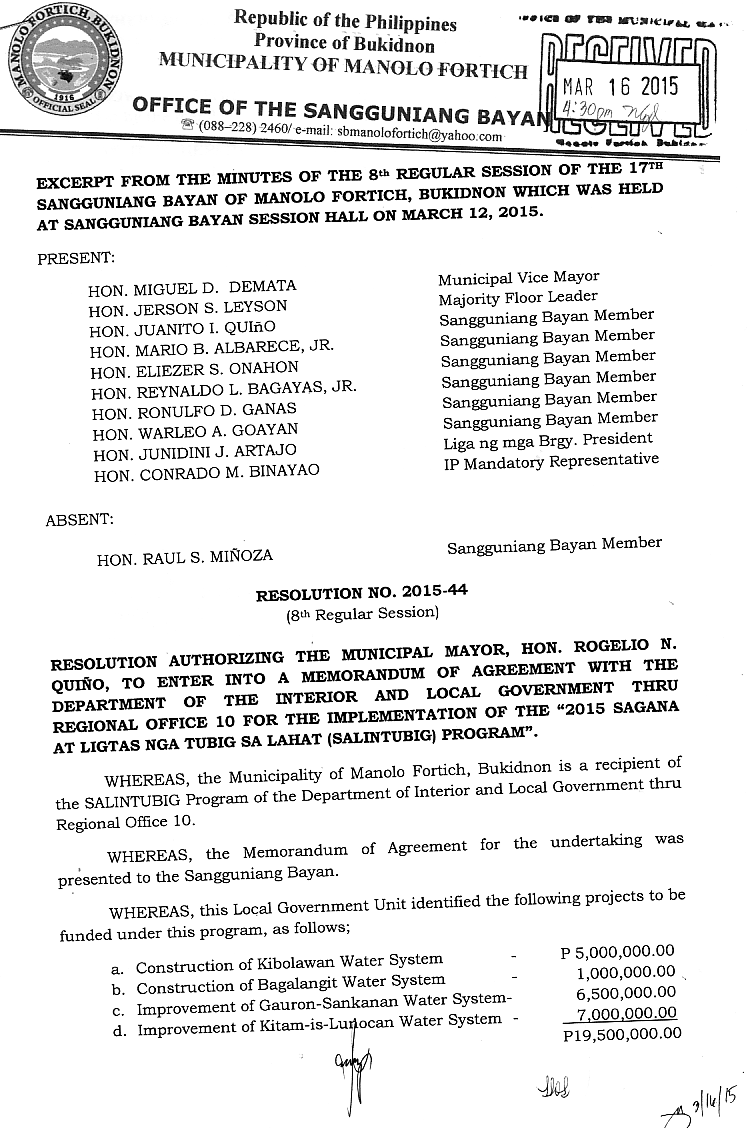 MANOLO FORTICH, BUKIDNON
1916
OFFICIAL SEAL
Republic of the Philippines
Province of Bukidnon
MUNICIPALITY OF MANOLO FORTICH
OFFICE OF THE SANGGUNIANG BAYAN
☏ (088-228) 2460/ e-mail: sbmanolofortich@yahoo.com
OFFICE OF THE MUNICIPAL
RECEIVED
MAR 16 2015
4:30pm
Manolo Fortich Bukidnon
EXCERPT FROM THE MINUTES OF THE 8th REGULAR SESSION OF THE 17TH
SANGGUNIANG BAYAN OF MANOLO FORTICH, BUKIDNON WHICH WAS HELD
AT SANGGUNIANG BAYAN SESSION HALL ON MARCH 12, 2015.
PRESENT:
HON. MIGUEL D. DEMATA Municipal Vice Mayor
HON. JERSON S. LEYSON Majority Floor Leader
HON. JUANITO I. QUIñO Sangguniang Bayan Member
HON. MARIO B. ALBARECE, JR. Sangguniang Bayan Member
HON. ELIEZER S. ONAHON Sangguniang Bayan Member
HON. REYNALDO L. BAGAYAS, JR. Sangguniang Bayan Member
HON. RONULFO D. GANAS Sangguniang Bayan Member
HON. WARLEO A. GOAYAN Sangguniang Bayan Member
HON. JUNIDINI J. ARTAJO Liga ng mga Brgy. President
HON. CONRADO M. BINAYAO IP Mandatory Representative
ABSENT:
HON. RAUL S. MIÑOZA Sangguniang Bayan Member
RESOLUTION NO. 2015-44
(8th Regular Session)
RESOLUTION AUTHORIZING THE MUNICIPAL MAYOR, HON. ROGELIO N.
QUIÑO, TO ENTER INTO A MEMORANDUM OF AGREEMENT WITH THE
DEPARTMENT OF THE INTERIOR AND LOCAL GOVERNMENT THRU
REGIONAL OFFICE 10 FOR THE IMPLEMENTATION OF THE “2015 SAGANA
AT LIGTAS NGA TUBIG SA LAHAT (SALINTUBIG) PROGRAM”.
WHEREAS, the Municipality of Manolo Fortich, Bukidnon is a recipient of
the SALINTUBIG Program of the Department of Interior and Local Government thru
Regional Office 10.
WHEREAS, the Memorandum of Agreement for the undertaking was
presented to the Sangguniang Bayan.
WHEREAS, this Local Government Unit identified the following projects to be
funded under this program, as follows;
a. Construction of Kibolawan Water System - P 5,000,000.00
b. Construction of Bagalangit Water System - 1,000,000.00
c. Improvement of Gauron-Sankanan Water System- 6,500,000.00
d. Improvement of Kitam-is-Lunocan Water System - 7,000,000.00
P19,500,000.00
3/16/15